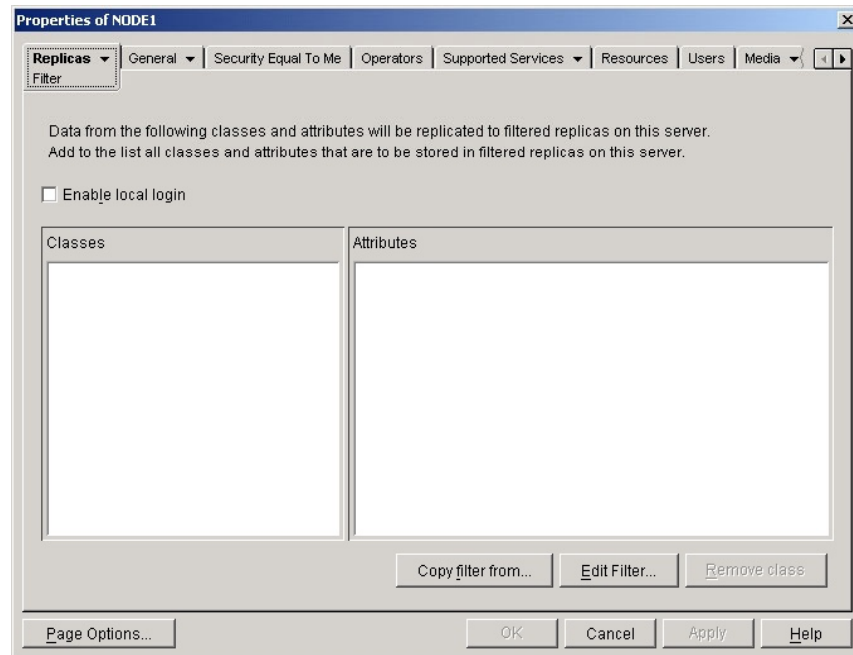 Properties of NODE1
Replicas General Security Equal To Me Operators Supported Services Resources Users Media
Filter
Data from the following classes and attributes will be replicated to filtered replicas on this server.
Add to the list all classes and attributes that are to be stored in filtered replicas on this server.
Enable local login
Classes Attributes
Copy filter from... Edit Filter... Remove class
Page Options... OK Cancel Apply Help